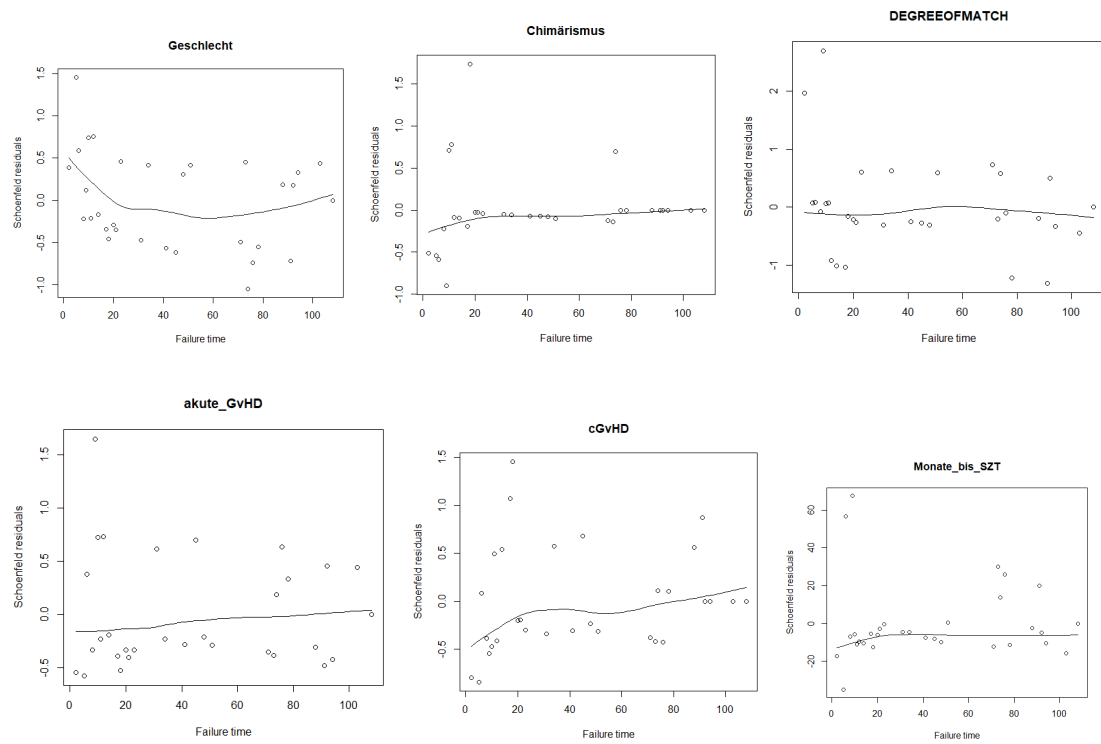 Geschlecht
Schoenfeld residuals
1.5
1.0
0.5
0.0
-0.5
-1.0
0 20 40 60 80 100
Failure time
Chimärismus
Schoenfeld residuals
1.5
1.0
0.5
0.0
-0.5
-1.0
0 20 40 60 80 100
Failure time
DEGREEOFMATCH
Schoenfeld residuals
2
1
0
-1
0 20 40 60 80 100
Failure time
akute_GvHD
Schoenfeld residuals
1.5
1.0
0.5
0.0
-0.5
0 20 40 60 80 100
Failure time
cGvHD
Schoenfeld residuals
1.5
1.0
0.5
0.0
-0.5
0 20 40 60 80 100
Failure time
Monate_bis_SZT
Schoenfeld residuals
60
40
20
0
-20
0 20 40 60 80 100
Failure time